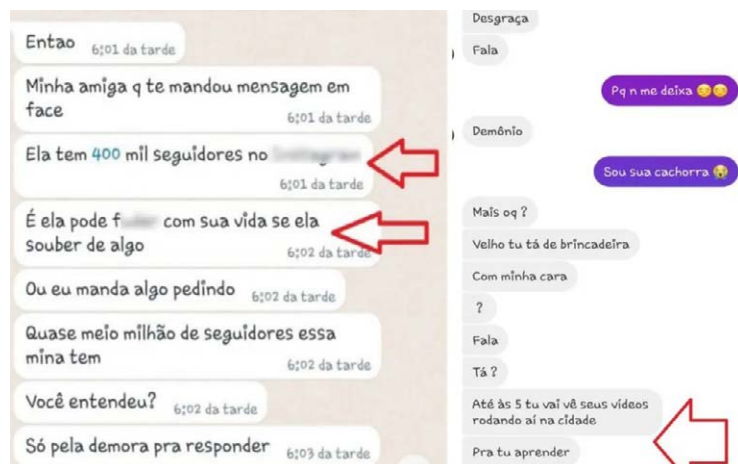 Entao 6:01 da tarde
Minha amiga q te mandou mensagem em
face 6:01 da tarde
Ela tem 400 mil seguidores no
6:01 da tarde
É ela pode f com sua vida se ela
souber de algo 6:02 da tarde
Ou eu manda algo pedindo 6:02 da tarde
Quase meio milhão de seguidores essa
mina tem 6:02 da tarde
Você entendeu? 6:02 da tarde
Só pela demora pra responder 6:03 da tarde
Desgraça
Fala
Pq n me deixa
Demônio
Sou sua cachorra
Mais oq ?
Velho tu tá de brincadeira
Com minha cara
?
Fala
Tá ?
Até às 5 tu vai vê seus vídeos
rodando aí na cidade
Pra tu aprender